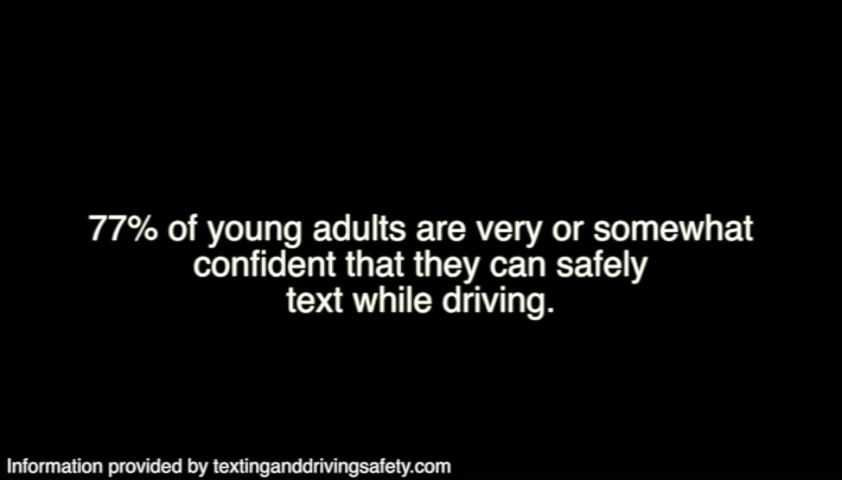 77% of young adults are very or somewhat
confident that they can safely
text while driving.
Information provided by textinganddrivingsafety.com